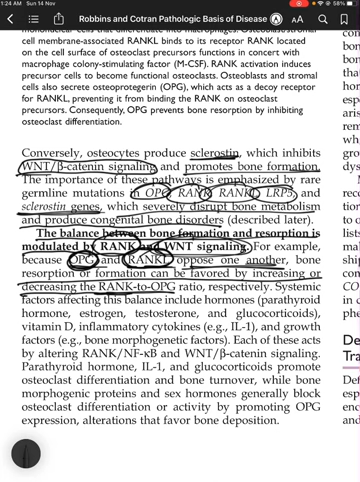 1:24 AM Sun 14 Nov
58%
Robbins and Cotran Pathologic Basis of Disease
AA
mononuclear cells that differentiate into macrophages. Osteoblast/stromal
cell membrane-associated RANKL binds to its receptor RANK located
on the cell surface of osteoclast precursors functions in concert with
macrophage colony-stimulating factor (M-CSF). RANK activation induces
precursor cells to become functional osteoclasts. Osteoblasts and stromal
cells also secrete osteoprotegerin (OPG), which acts as a decoy receptor
for RANKL, preventing it from binding the RANK on osteoclast
precursors. Consequently, OPG prevents bone resorption by inhibiting
osteoclast differentiation.
Conversely, osteocytes produce sclerostin, which inhibits
WNT/β-catenin signaling, and promotes bone formation.
The importance of these pathways is emphasized by rare
germline mutations in OPG, RANK, RANKL, LRP5, and
sclerostin genes, which severely disrupt bone metabolism
and produce congenital bone disorders (described later).
The balance between bone formation and resorption is
modulated by RANK and WNT signaling. For example,
because OPG and RANKL oppose one another, bone
resorption or formation can be favored by increasing or
decreasing the RANK-to-OPG ratio, respectively. Systemic
factors affecting this balance include hormones (parathyroid
hormone, estrogen, testosterone, and glucocorticoids),
vitamin D, inflammatory cytokines (e.g., IL-1), and growth
factors (e.g., bone morphogenetic factors). Each of these acts
by altering RANK/NF-κB and WNT/β-catenin signaling.
Parathyroid hormone, IL-1, and glucocorticoids promote
osteoclast differentiation and bone turnover, while bone
morphogenic proteins and sex hormones generally block
osteoclast differentiation or activity by promoting OPG
expression, alterations that favor bone deposition.